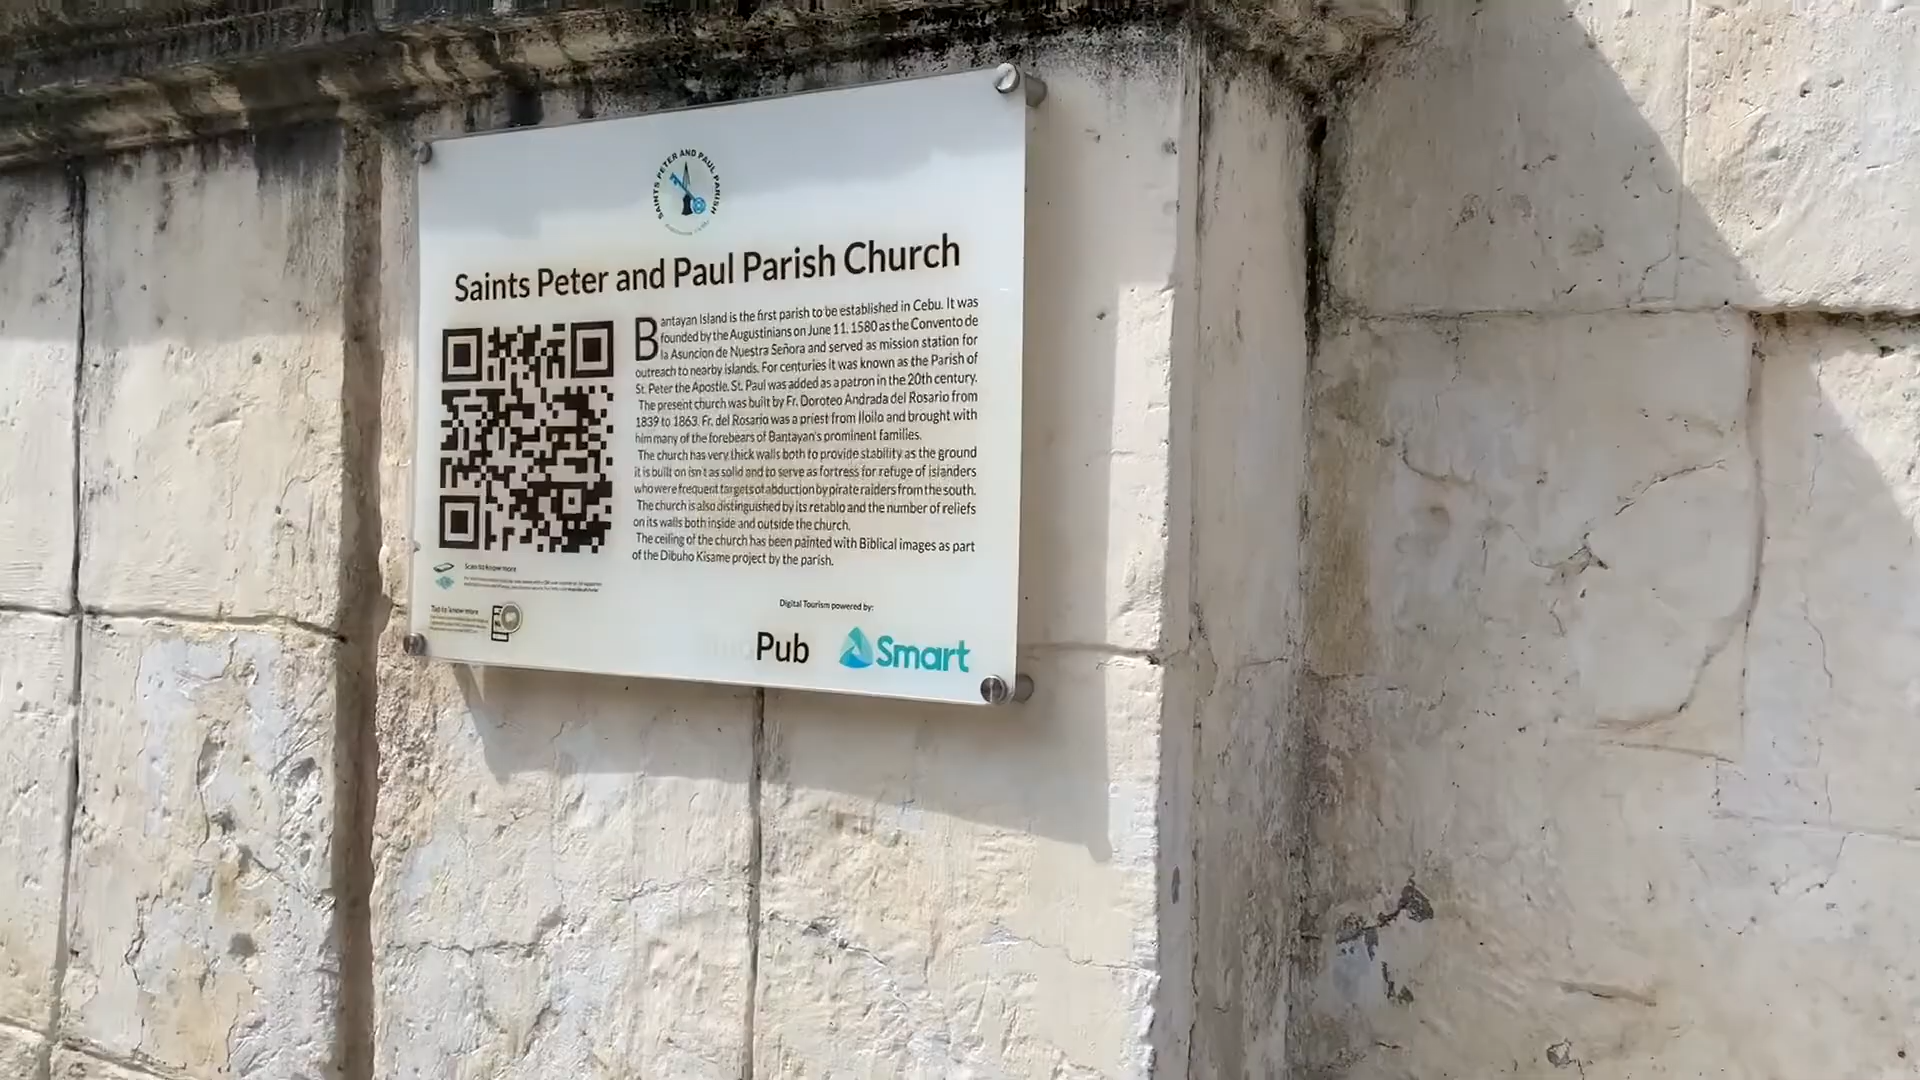 SAINTS PETER AND PAUL PARISH
Saints Peter and Paul Parish Church
Bantayan Island is the first parish to be established in Cebu. It was
founded by the Augustinians on June 11, 1580 as the Convento de
la Asuncion de Nuestra Señora and served as mission station for
outreach to nearby islands. For centuries it was known as the Parish of
St. Peter the Apostle. St. Paul was added as a patron in the 20th century.
The present church was built by Fr. Doroteo Andrada del Rosario from
1839 to 1863. Fr. del Rosario was a priest from Iloilo and brought with
him many of the forebears of Bantayan's prominent families.
The church has very thick walls both to provide stability as the ground
it is built on isn't as solid and to serve as fortress for refuge of islanders
who were frequent targets of abduction by pirate raiders from the south.
The church is also distinguished by its retablo and the number of reliefs
on its walls both inside and outside the church.
The ceiling of the church has been painted with Biblical images as part
of the Dibuho Kisame project by the parish.
Scan to know more
Tap to know more
Digital Tourism powered by:
Pub
Smart